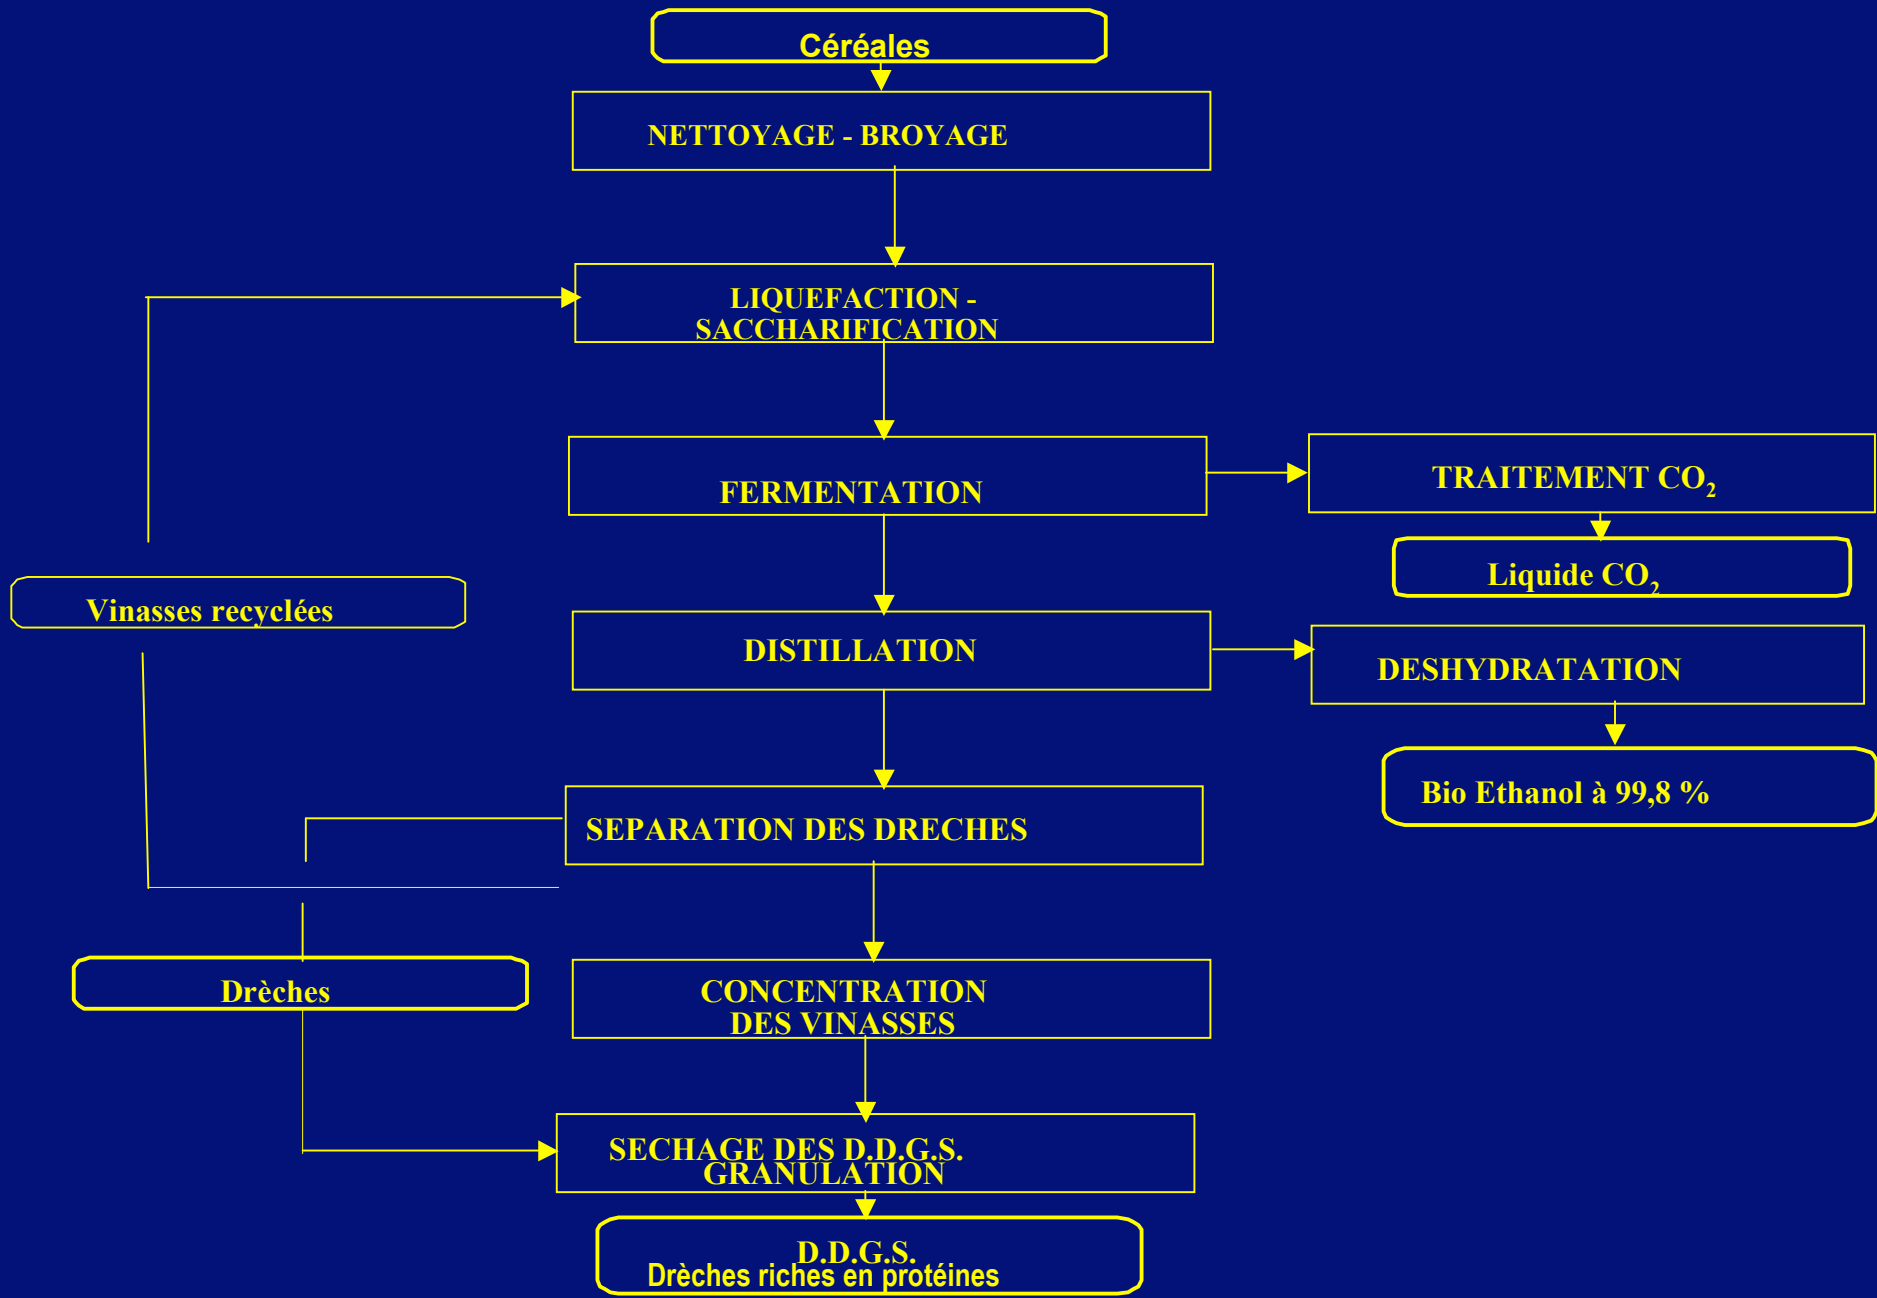 Céréales
NETTOYAGE - BROYAGE
LIQUEFACTION -
SACCHARIFICATION
FERMENTATION
TRAITEMENT CO₂
Liquide CO₂
Vinasses recyclées
DISTILLATION
DESHYDRATATION
Bio Ethanol à 99,8 %
SEPARATION DES DRECHES
Drèches
CONCENTRATION
DES VINASSES
SECHAGE DES D.D.G.S.
GRANULATION
D.D.G.S.
Drèches riches en protéines